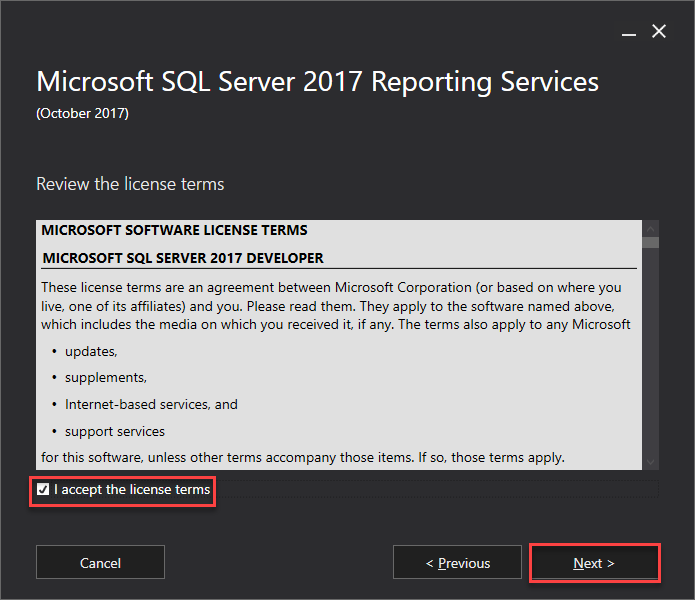 Microsoft SQL Server 2017 Reporting Services
(October 2017)
Review the license terms
MICROSOFT SOFTWARE LICENSE TERMS
MICROSOFT SQL SERVER 2017 DEVELOPER
These license terms are an agreement between Microsoft Corporation (or based on where you
live, one of its affiliates) and you. Please read them. They apply to the software named above,
which includes the media on which you received it, if any. The terms also apply to any Microsoft
• updates,
• supplements,
• Internet-based services, and
• support services
for this software, unless other terms accompany those items. If so, those terms apply.
I accept the license terms
Cancel
< Previous
Next >